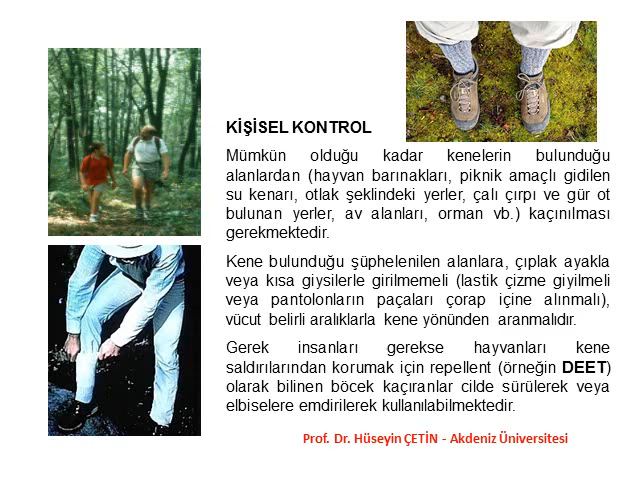 KİŞİSEL KONTROL
Mümkün olduğu kadar kenelerin bulunduğu
alanlardan (hayvan barınakları, piknik amaçlı gidilen
su kenarı, otlak şeklindeki yerler, çalı çırpı ve gür ot
bulunan yerler, av alanları, orman vb.) kaçınılması
gerekmektedir.
Kene bulunduğu şüphelenilen alanlara, çıplak ayakla
veya kısa giysilerle girilmemeli (lastik çizme giyilmeli
veya pantolonların paçaları çorap içine alınmalı),
vücut belirli aralıklarla kene yönünden aranmalıdır.
Gerek insanları gerekse hayvanları kene
saldırılarından korumak için repellent (örneğin DEET)
olarak bilinen böcek kaçıranlar cilde sürülerek veya
elbiselere emdirilerek kullanılabilmektedir.
Prof. Dr. Hüseyin ÇETİN - Akdeniz Üniversitesi